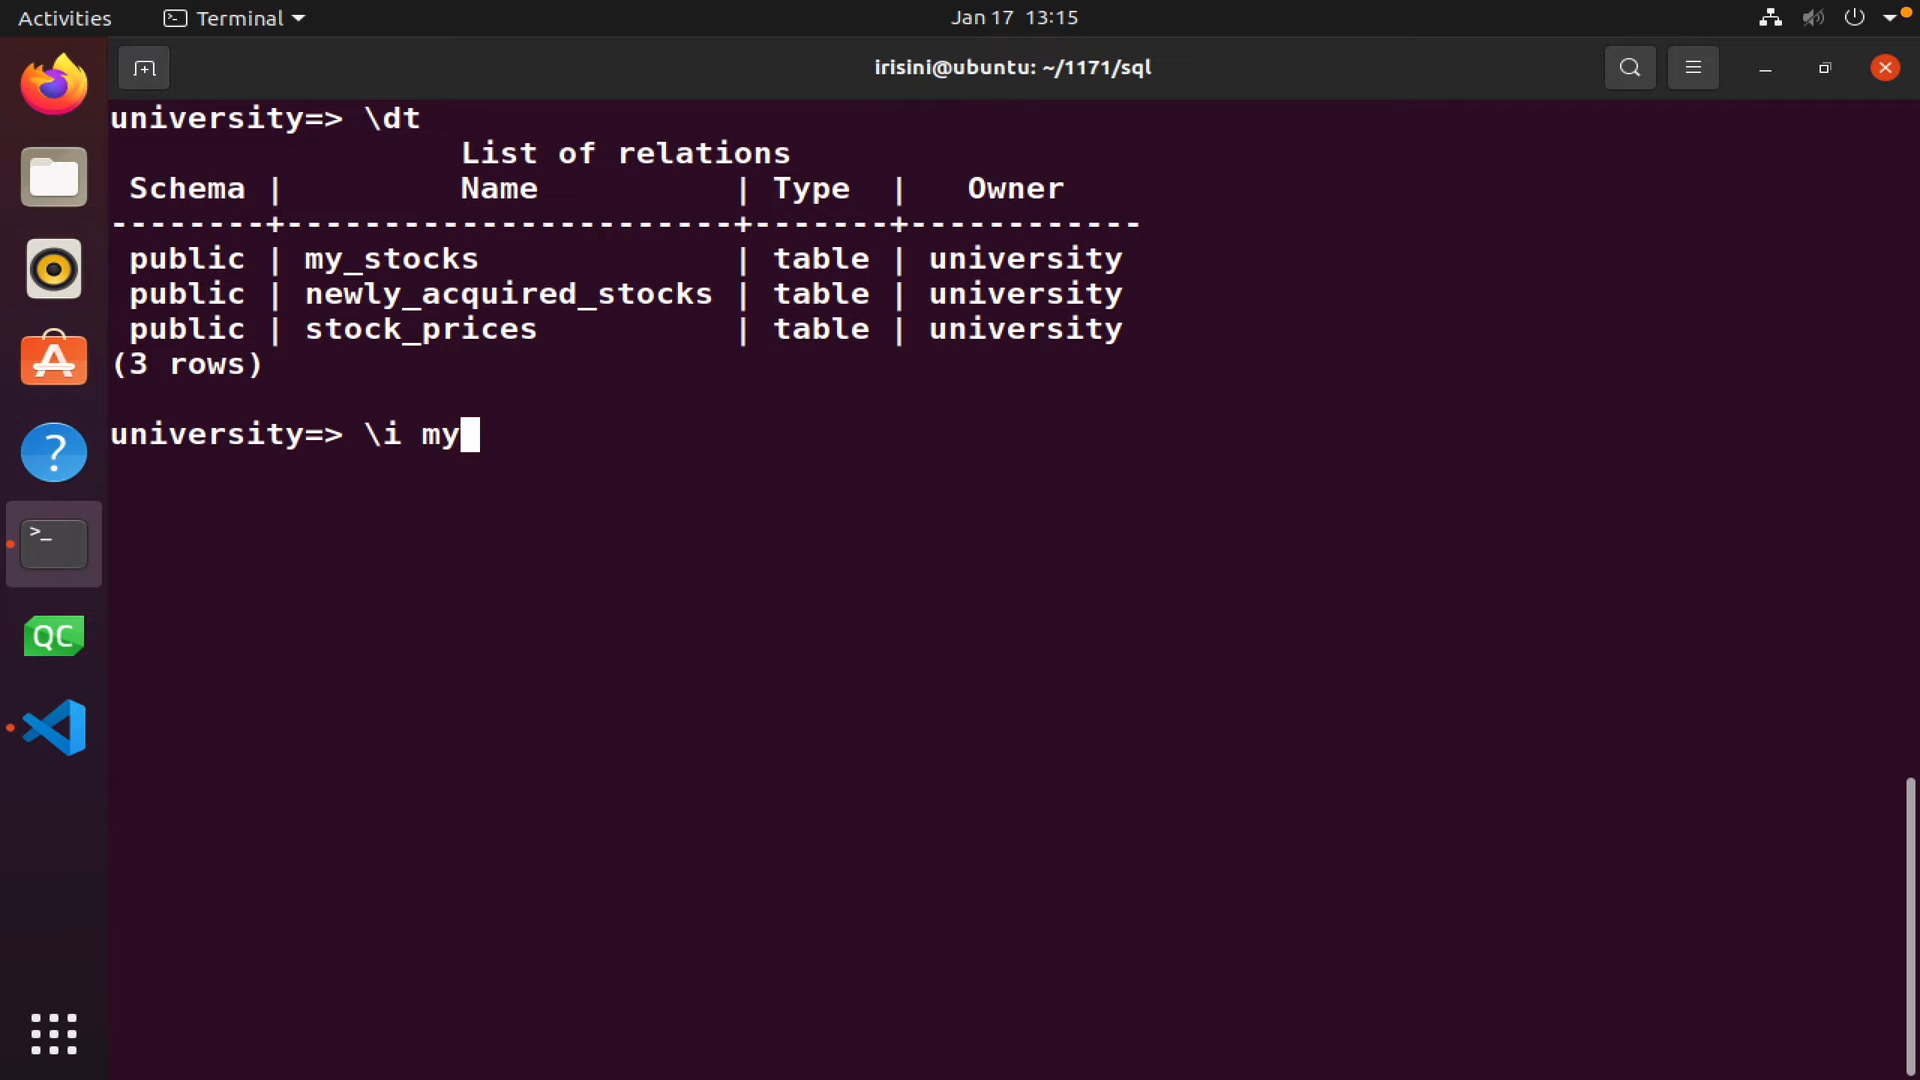 Activities Terminal Jan 17 13:15
irisini@ubuntu: ~/1171/sql
university=> \dt
List of relations
Schema | Name | Type | Owner
--------+-----------------------+-------+------------
public | my_stocks | table | university
public | newly_acquired_stocks | table | university
public | stock_prices | table | university
(3 rows)
university=> \i my
>_
QC